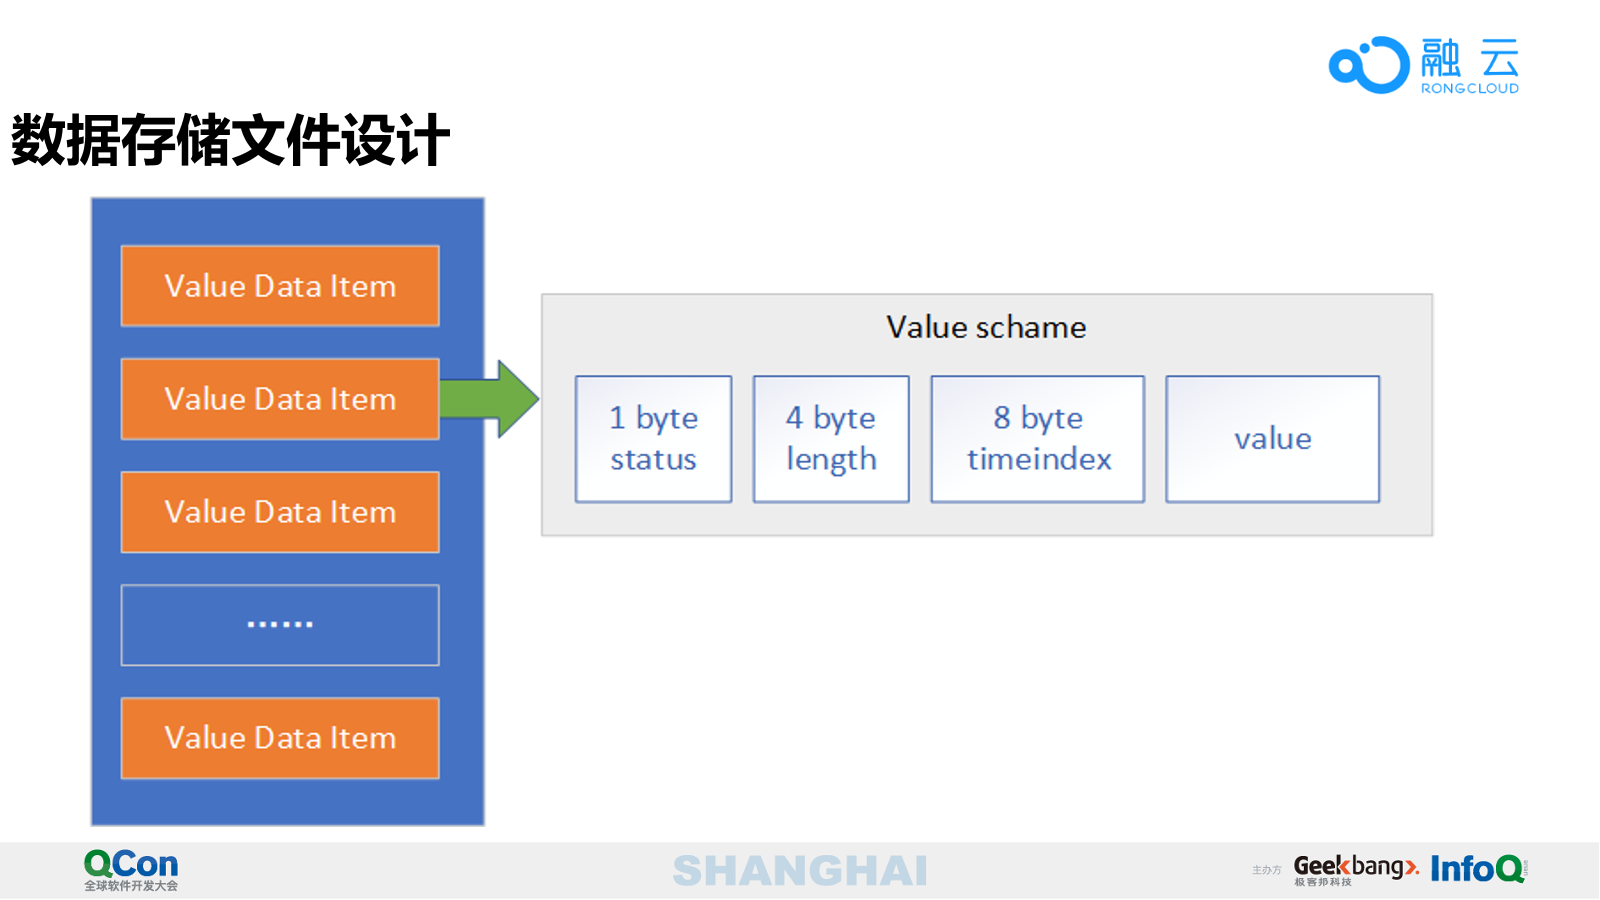 融云
RONGCLOUD
数据存储文件设计
Value Data Item
Value Data Item
Value Data Item
......
Value Data Item
Value schame
1 byte
status
4 byte
length
8 byte
timeindex
value
QCon
全球软件开发大会
SHANGHAI
主办方
Geekbang>.
极客邦科技
InfoQ